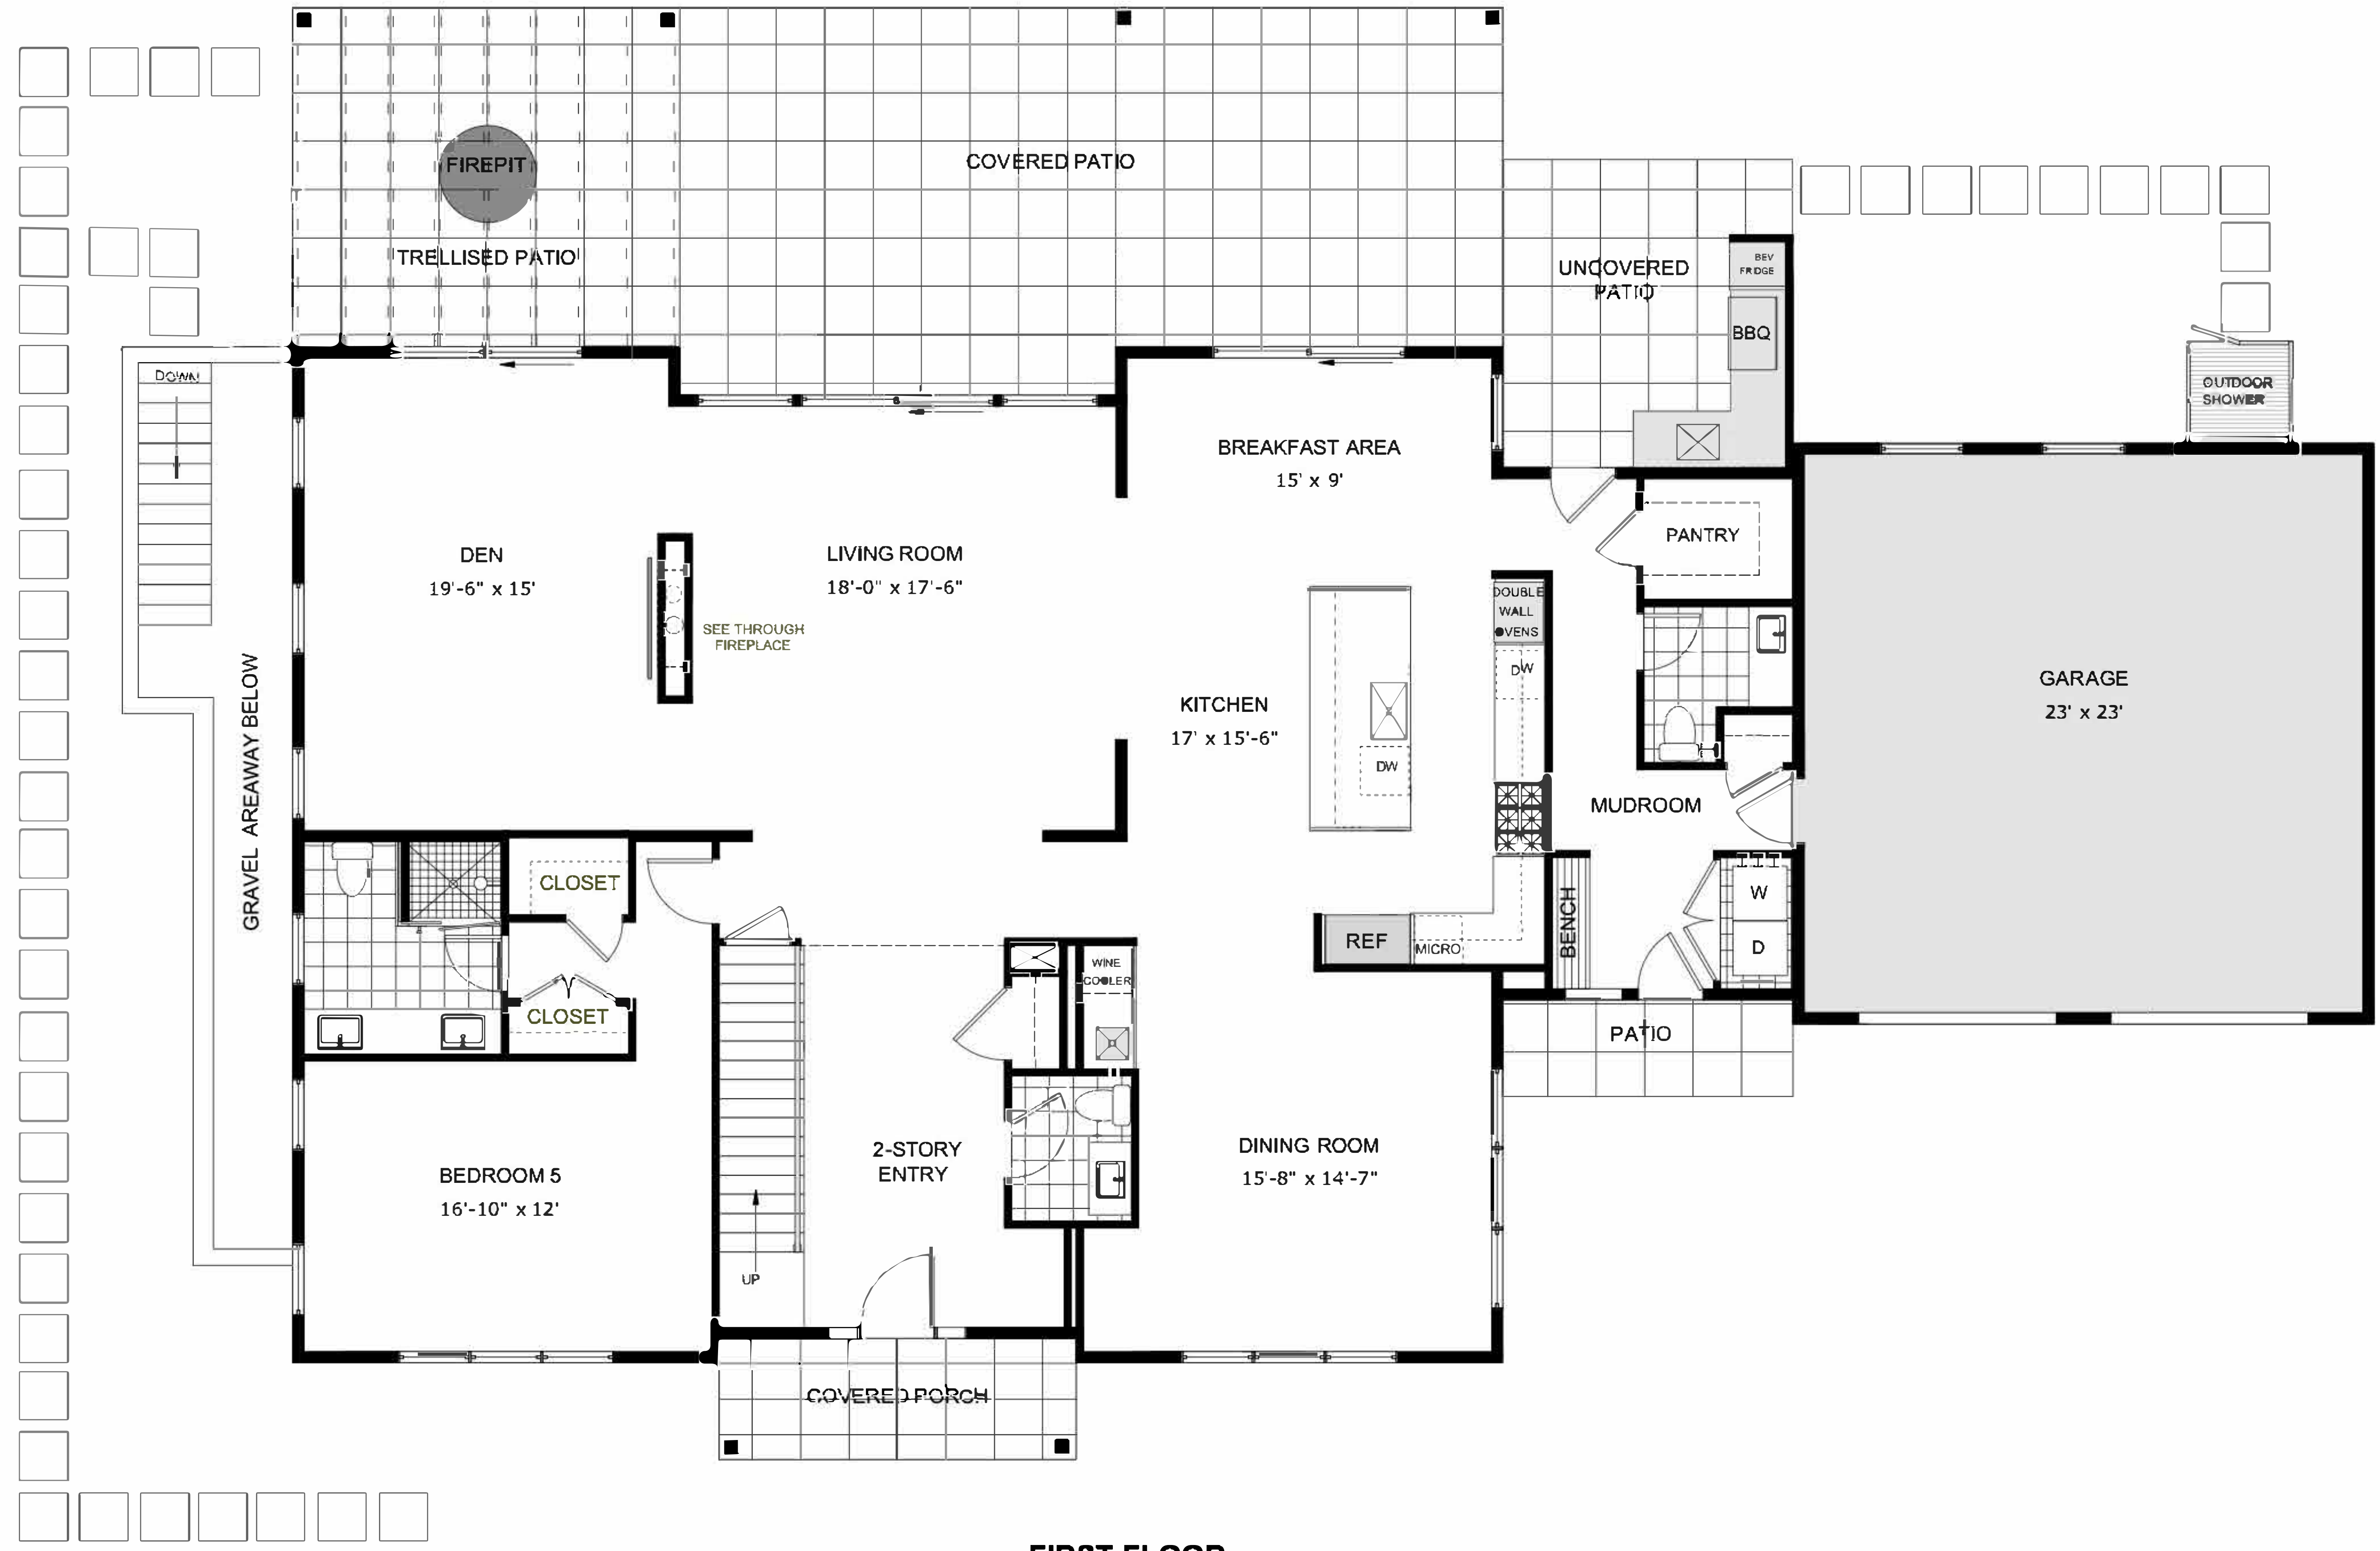 FIREPIT
COVERED PATIO
TRELLISED PATIO
UNCOVERED
PATIO
BEV
FRIDGE
BBQ
DOWN
OUTDOOR
SHOWER
BREAKFAST AREA
15' x 9'
PANTRY
DEN
19'-6" x 15'
LIVING ROOM
18'-0" x 17'-6"
SEE THROUGH
FIREPLACE
DOUBLE
WALL
OVENS
DW
GARAGE
23' x 23'
KITCHEN
17' x 15'-6"
DW
MUDROOM
GRAVEL AREAWAY BELOW
CLOSET
CLOSET
REF
MICRO
BENCH
W
D
WINE
COOLER
PATIO
2-STORY
ENTRY
DINING ROOM
15'-8" x 14'-7"
BEDROOM 5
16'-10" x 12'
UP
COVERED PORCH
FIRST FLOOR